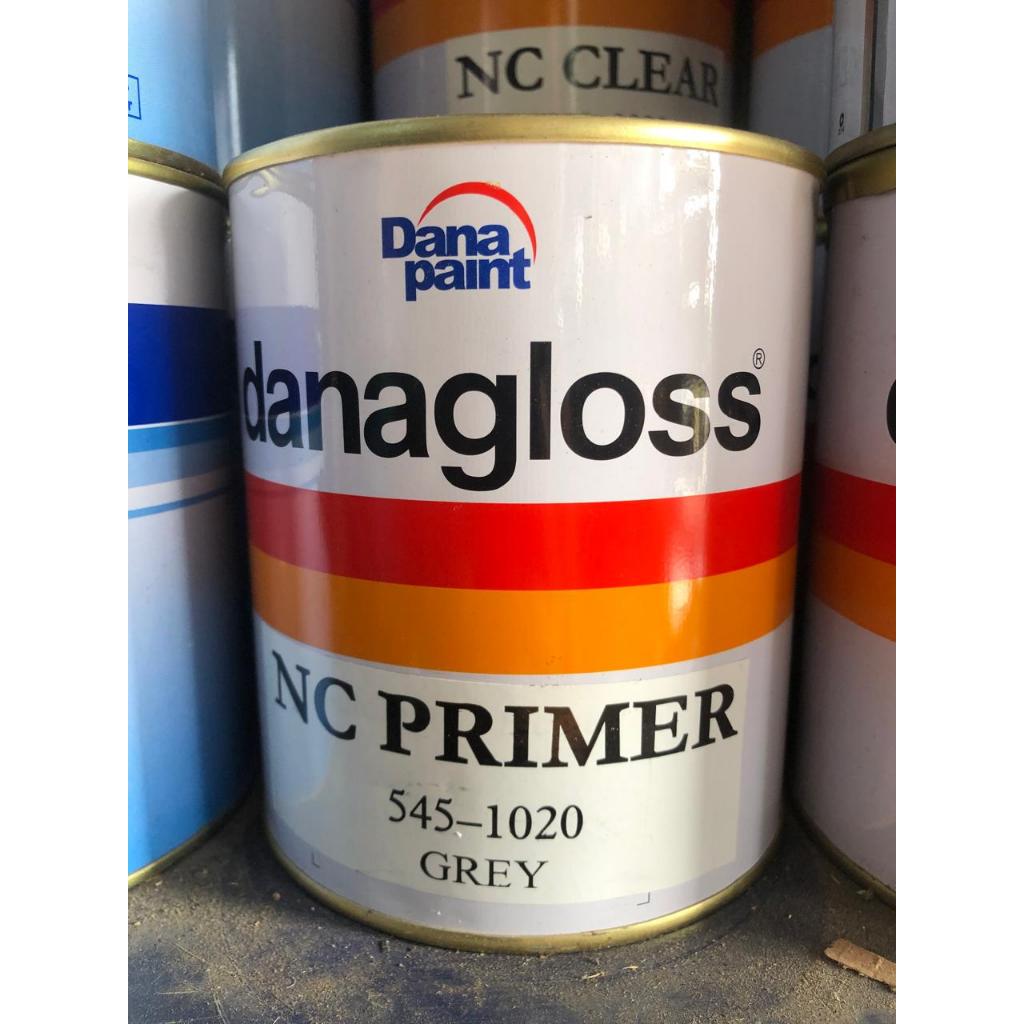 NC CLEAR
Dana
paint
danagloss®
NC PRIMER
545–1020
GREY